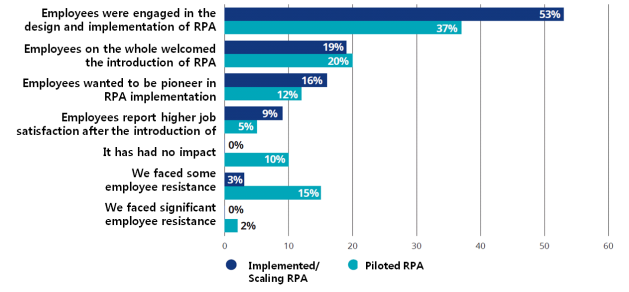 Employees were engaged in the
design and implementation of RPA
53%
37%
Employees on the whole welcomed
the introduction of RPA
19%
20%
Employees wanted to be pioneer in
RPA implementation
16%
12%
Employees report higher job
satisfaction after the introduction of
9%
5%
It has had no impact
0%
10%
We faced some
employee resistance
3%
15%
We faced significant
employee resistance
0%
2%
0 10 20 30 40 50 60
Implemented/
Scaling RPA
Piloted RPA